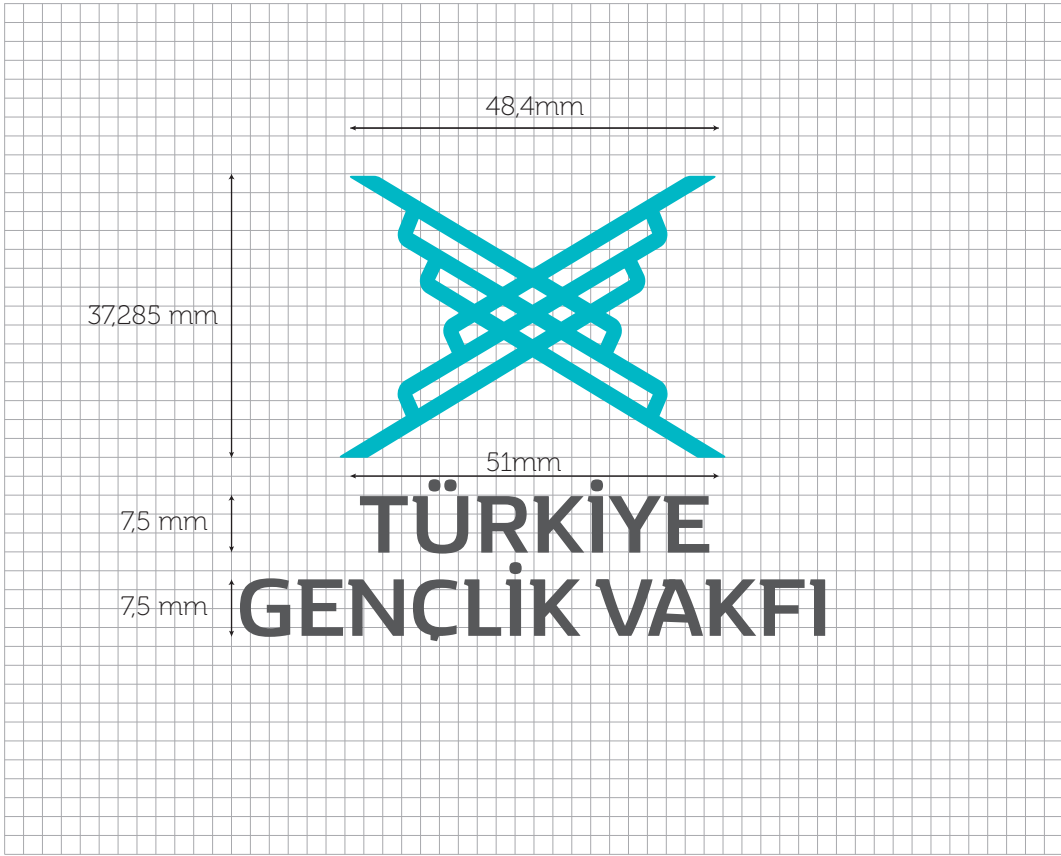 48,4mm
37,285 mm
51mm
7,5 mm
TÜRKİYE
7,5 mm
GENÇLİK VAKFI